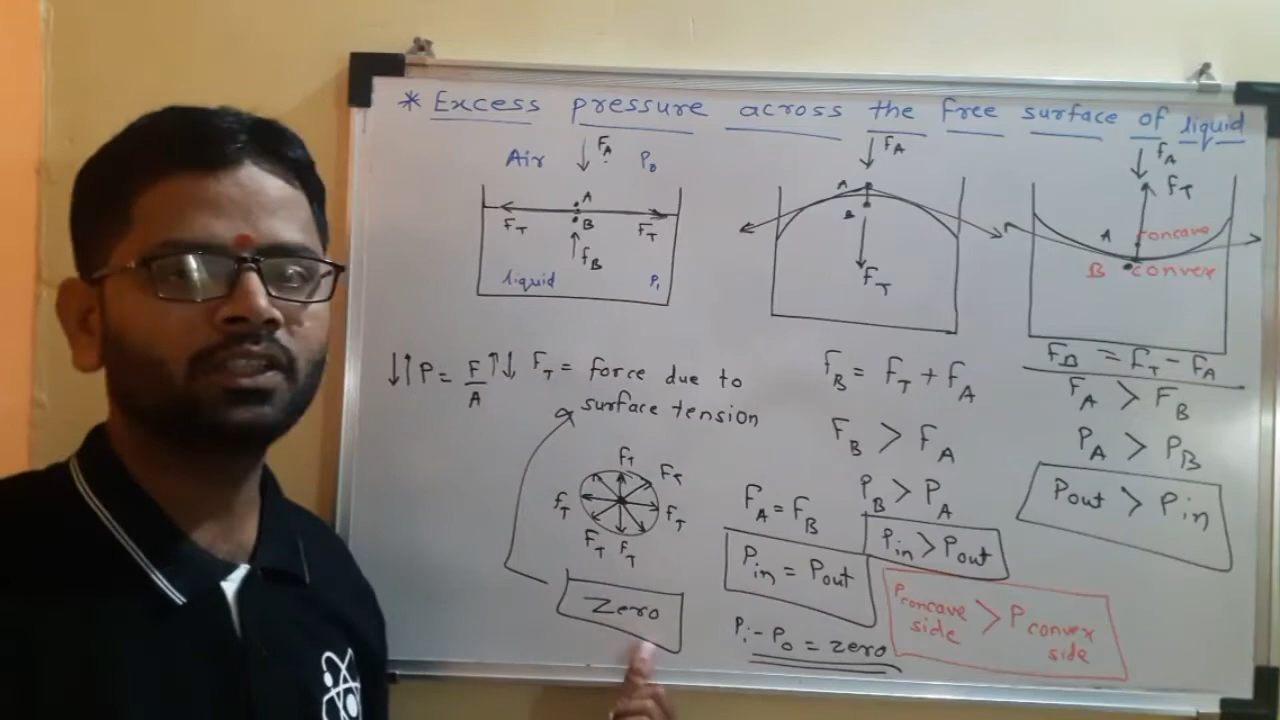 * Excess pressure across the free surface of liquid
Air
F_A
P_0
A
F_T
B
F_T
f_B
liquid
P_i
F_A
A
B
F_T
f_A
F_T
A
concave
B
convex
↓↑ P = F/A ↑↓
F_T = force due to
surface tension
F_T
F_T
F_T
F_T
F_T
F_T
Zero
F_A = F_B
P_in = P_out
P_i - P_0 = zero
F_B = F_T + F_A
F_B > F_A
P_B > P_A
P_in > P_out
F_B = F_T - F_A
F_A > F_B
P_A > P_B
P_out > P_in
P_concave side > P_convex side